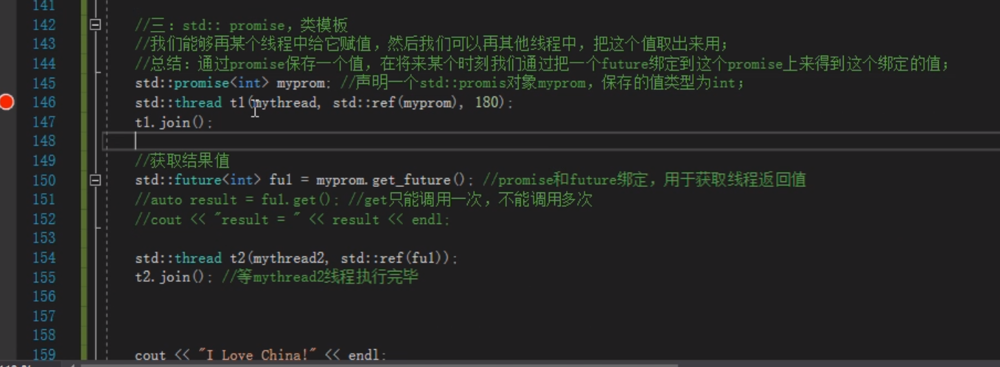 141
142 //三：std:: promise，类模板
143 //我们能够再某个线程中给它赋值，然后我们可以再其他线程中，把这个值取出来用；
144 //总结：通过promise保存一个值，在将来某个时刻我们通过把一个future绑定到这个promise上来得到这个绑定的值；
145 std::promise<int> myprom; //声明一个std::promis对象myprom，保存的值类型为int；
146 std::thread t1(mythread, std::ref(myprom), 180);
147 t1.join();
148
149 //获取结果值
150 std::future<int> ful = myprom.get_future(); //promise和future绑定，用于获取线程返回值
151 //auto result = ful.get(); //get只能调用一次，不能调用多次
152 //cout << "result = " << result << endl;
153
154 std::thread t2(mythread2, std::ref(ful));
155 t2.join(); //等mythread2线程执行完毕
156
157
158
159 cout << "I Love China!" << endl;